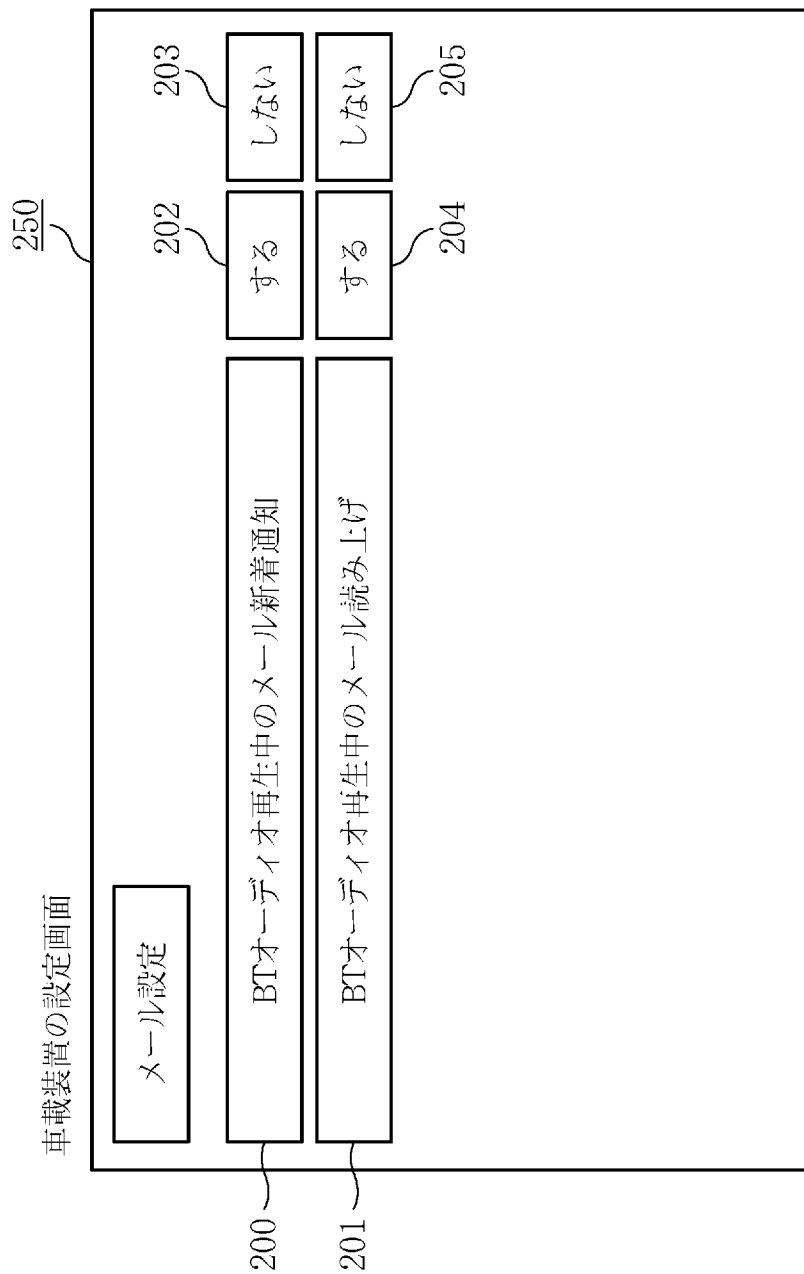 車載装置の設定画面
250
メール設定
202
203
BTオーディオ再生中のメール新着通知
する
しない
200
BTオーディオ再生中のメール読み上げ
する
しない
201
204
205